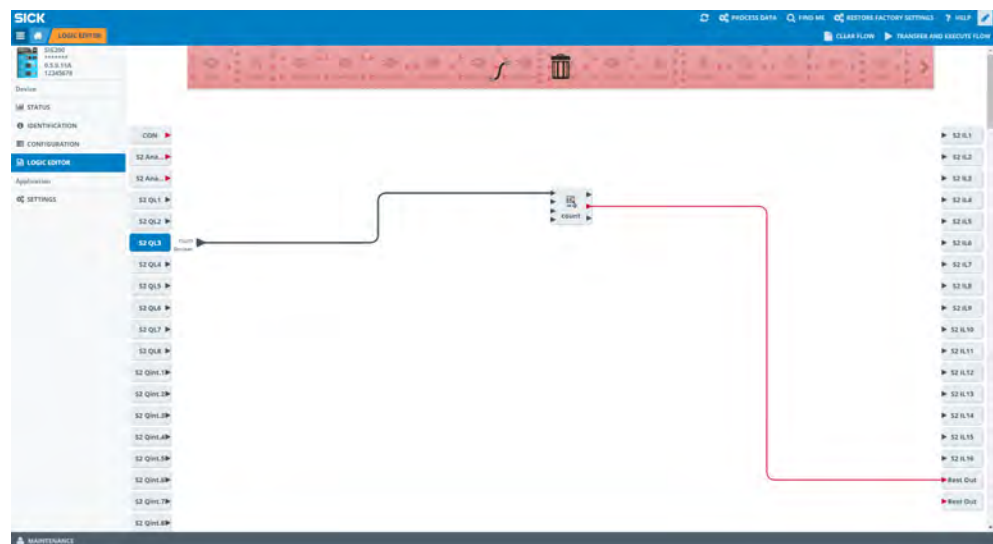 SICK
PROCESS DATA
FIND ME
RESTORE FACTORY SETTINGS
? HELP
LOGIC EDITOR
CLEAR FLOW
TRANSFER AND EXECUTE FLOW
SIG200
*******
12345678
Device
STATUS
IDENTIFICATION
CONFIGURATION
LOGIC EDITOR
Application
SETTINGS
CON
S2 Ana...
S2 Ana...
S2 QL1
S2 QL2
S2 QL3
S2 QL4
S2 QL5
S2 QL6
S2 QL7
S2 QL8
S2 QInt.1
S2 QInt.2
S2 QInt.3
S2 QInt.4
S2 QInt.5
S2 QInt.6
S2 QInt.7
S2 QInt.8
count
S2 IL1
S2 IL2
S2 IL3
S2 IL4
S2 IL5
S2 IL6
S2 IL7
S2 IL8
S2 IL9
S2 IL10
S2 IL11
S2 IL12
S2 IL13
S2 IL14
S2 IL15
S2 IL16
Rest Out
Rest Out
MAINTENANCE